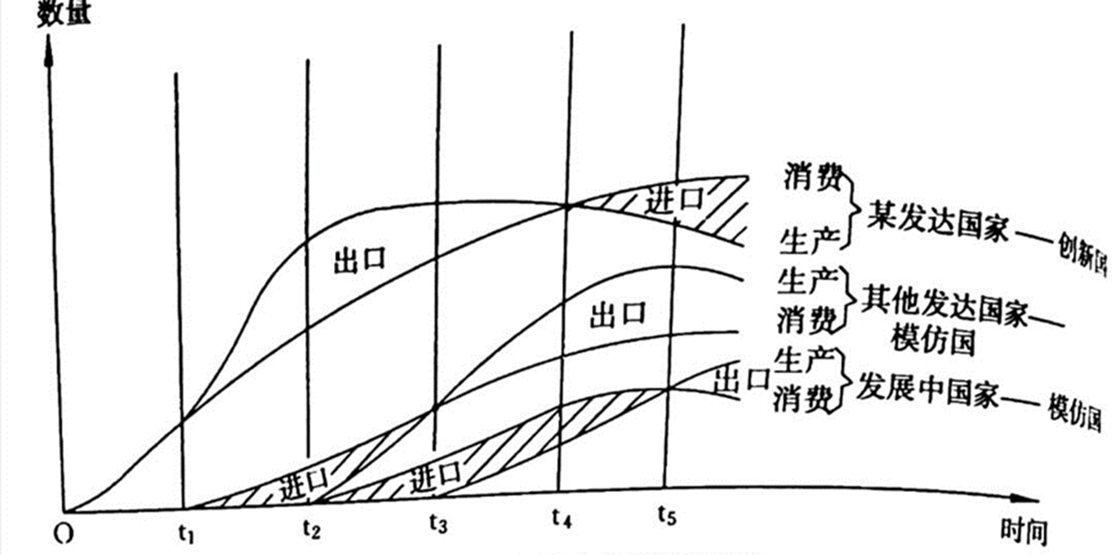 数量
进口
消费
某发达国家
创新国
生产
出口
生产
其他发达国家
模仿国
消费
出口
生产
发展中国家
模仿国
消费
出口
进口
进口
O
t1
t2
t3
t4
t5
时间